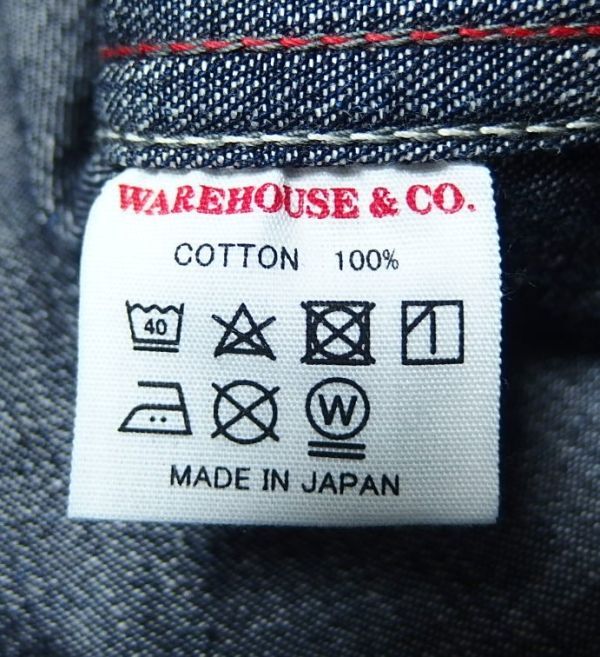 WAREHOUSE & CO.
COTTON 100%
40
W
MADE IN JAPAN